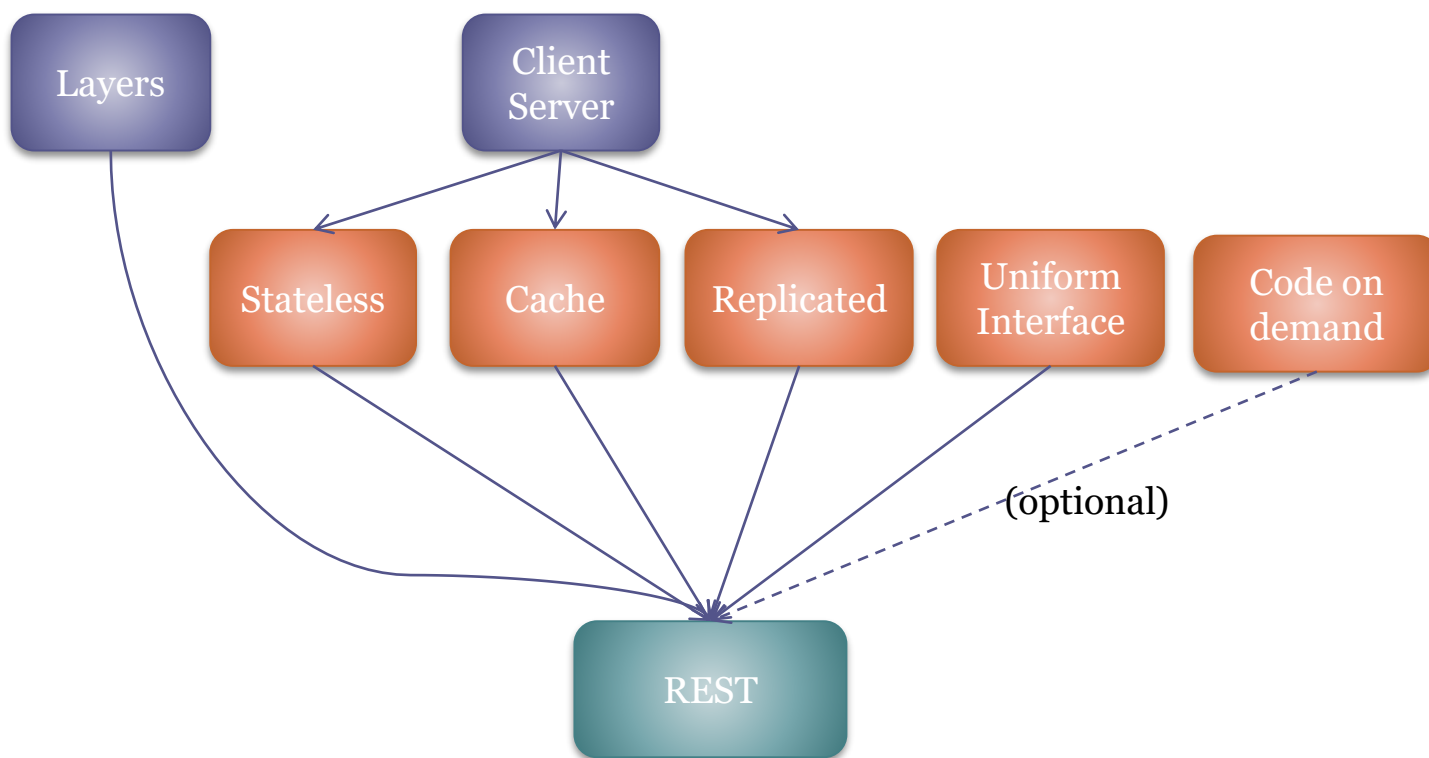 Layers
Client
Server
Stateless
Cache
Replicated
Uniform
Interface
Code on
demand
(optional)
REST